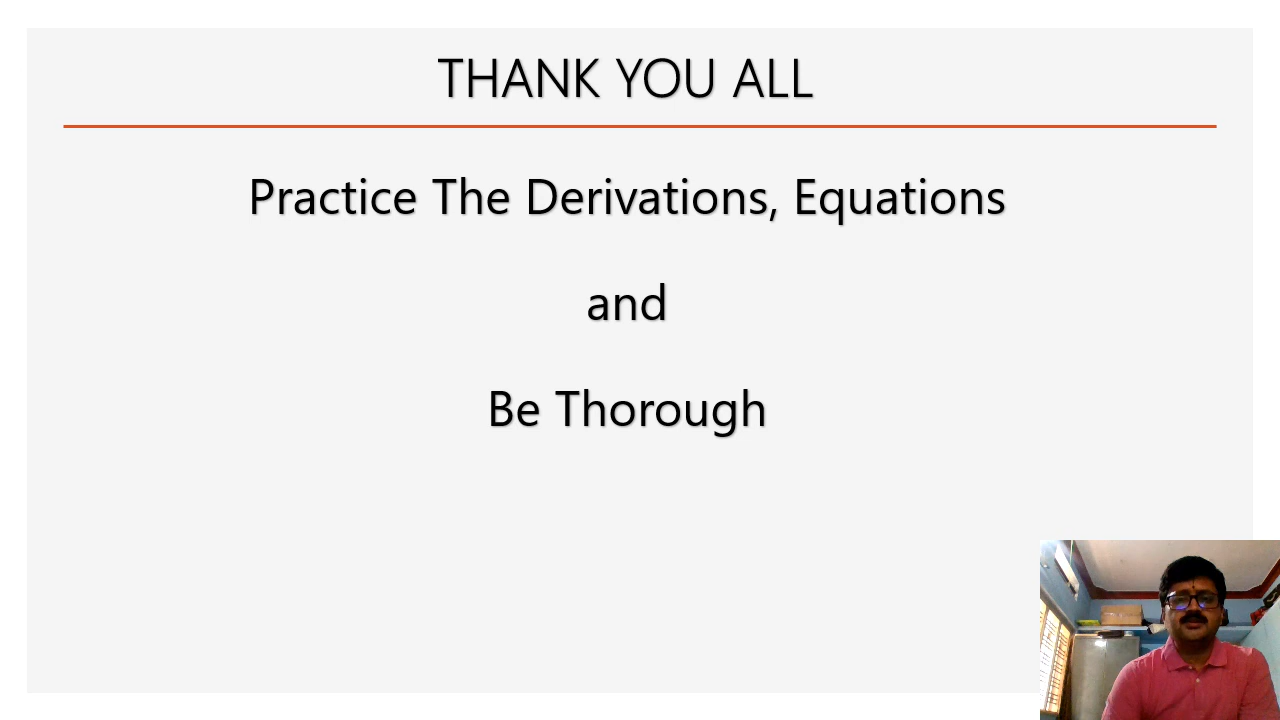 THANK YOU ALL
Practice The Derivations, Equations
and
Be Thorough